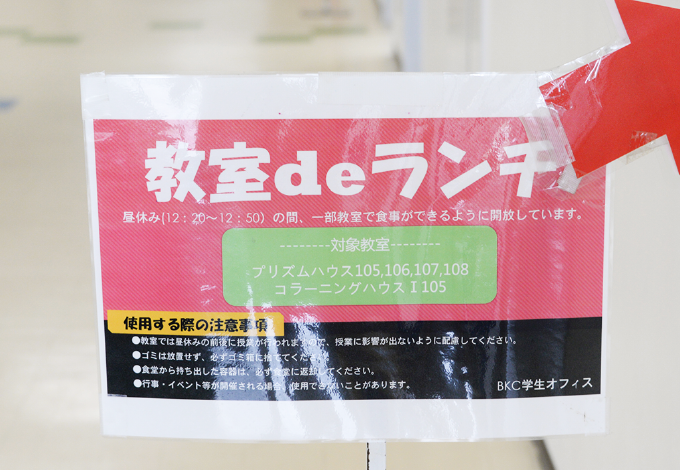 教室deランチ
昼休み(12：20〜12：50）の間、一部教室で食事ができるように開放しています。
--------対象教室--------
プリズムハウス105,106,107,108
コラーニングハウスⅠ105
使用する際の注意事項
●教室では昼休みの前後に授業が行われますので、授業に影響が出ないように配慮してください。
●ゴミは放置せず、必ずゴミ箱に捨ててください。
●食堂から持ち出した容器は、必ず食堂に返却してください。
●行事・イベント等が開催される場合、使用できないことがあります。
BKC学生オフィス